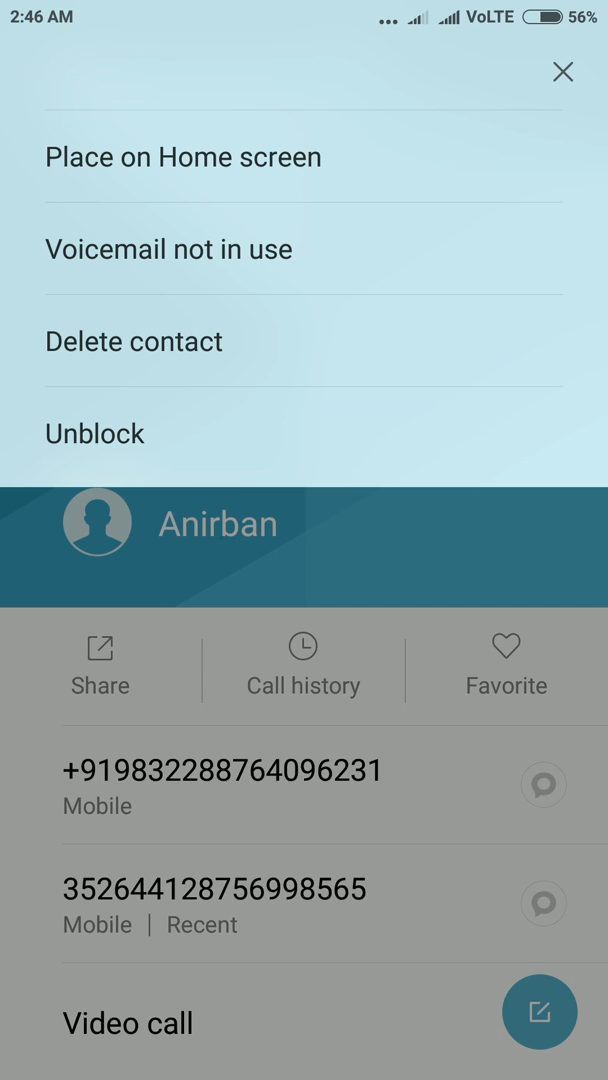 2:46 AM ... VoLTE 56%
Place on Home screen
Voicemail not in use
Delete contact
Unblock
Anirban
Share Call history Favorite
+919832288764096231
Mobile
352644128756998565
Mobile | Recent
Video call